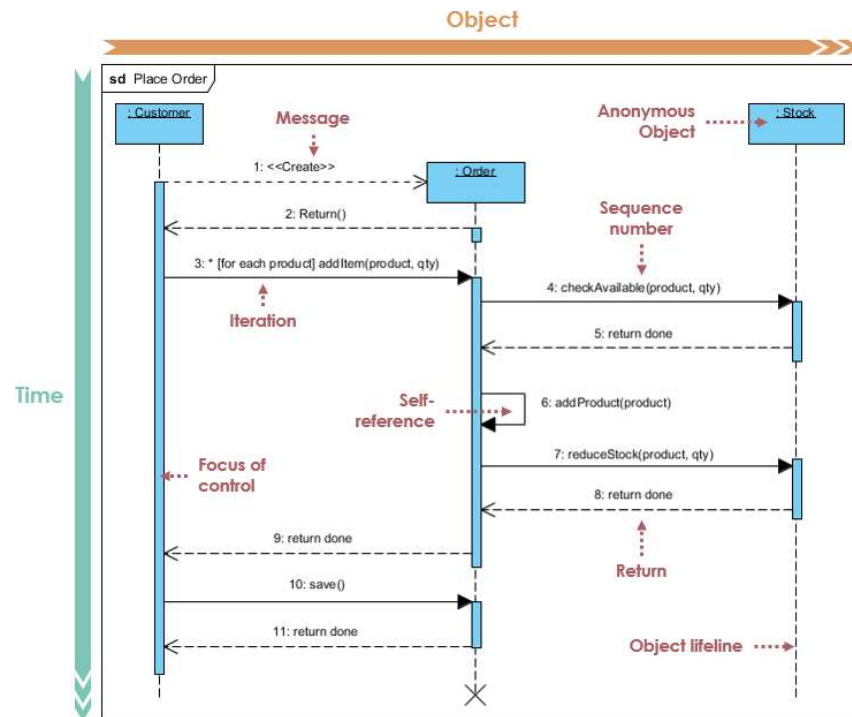 Object
sd Place Order
: Customer
Message
Anonymous
Object
: Stock
1: <<Create>>
: Order
2: Return()
Sequence
number
3: * [for each product] addItem(product, qty)
4: checkAvailable(product, qty)
Iteration
5: return done
Time
Self-
reference
6: addProduct(product)
7: reduceStock(product, qty)
Focus of
control
8: return done
9: return done
Return
10: save()
11: return done
Object lifeline